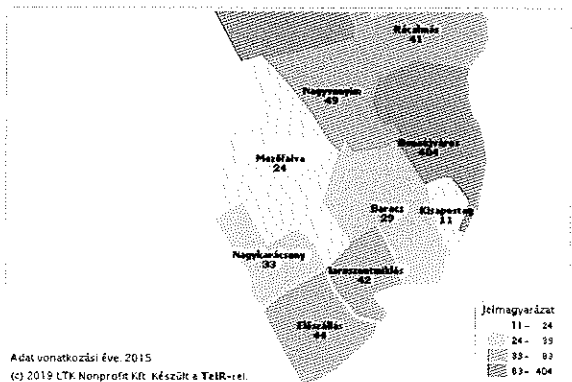 Rácalmás
41
Nagyvenyim
49
Dunaújváros
404
Mezőfalva
24
Baracs
29
Kisapostag
11
Nagykarácsony
33
42
Előszállás
44
Jelmagyarázat
11 - 24
24 - 33
33 - 83
83 - 404
Adat vonatkozási éve: 2015
(c) 2019 LTK Nonprofit Kft. Készült a TeIR-rel.